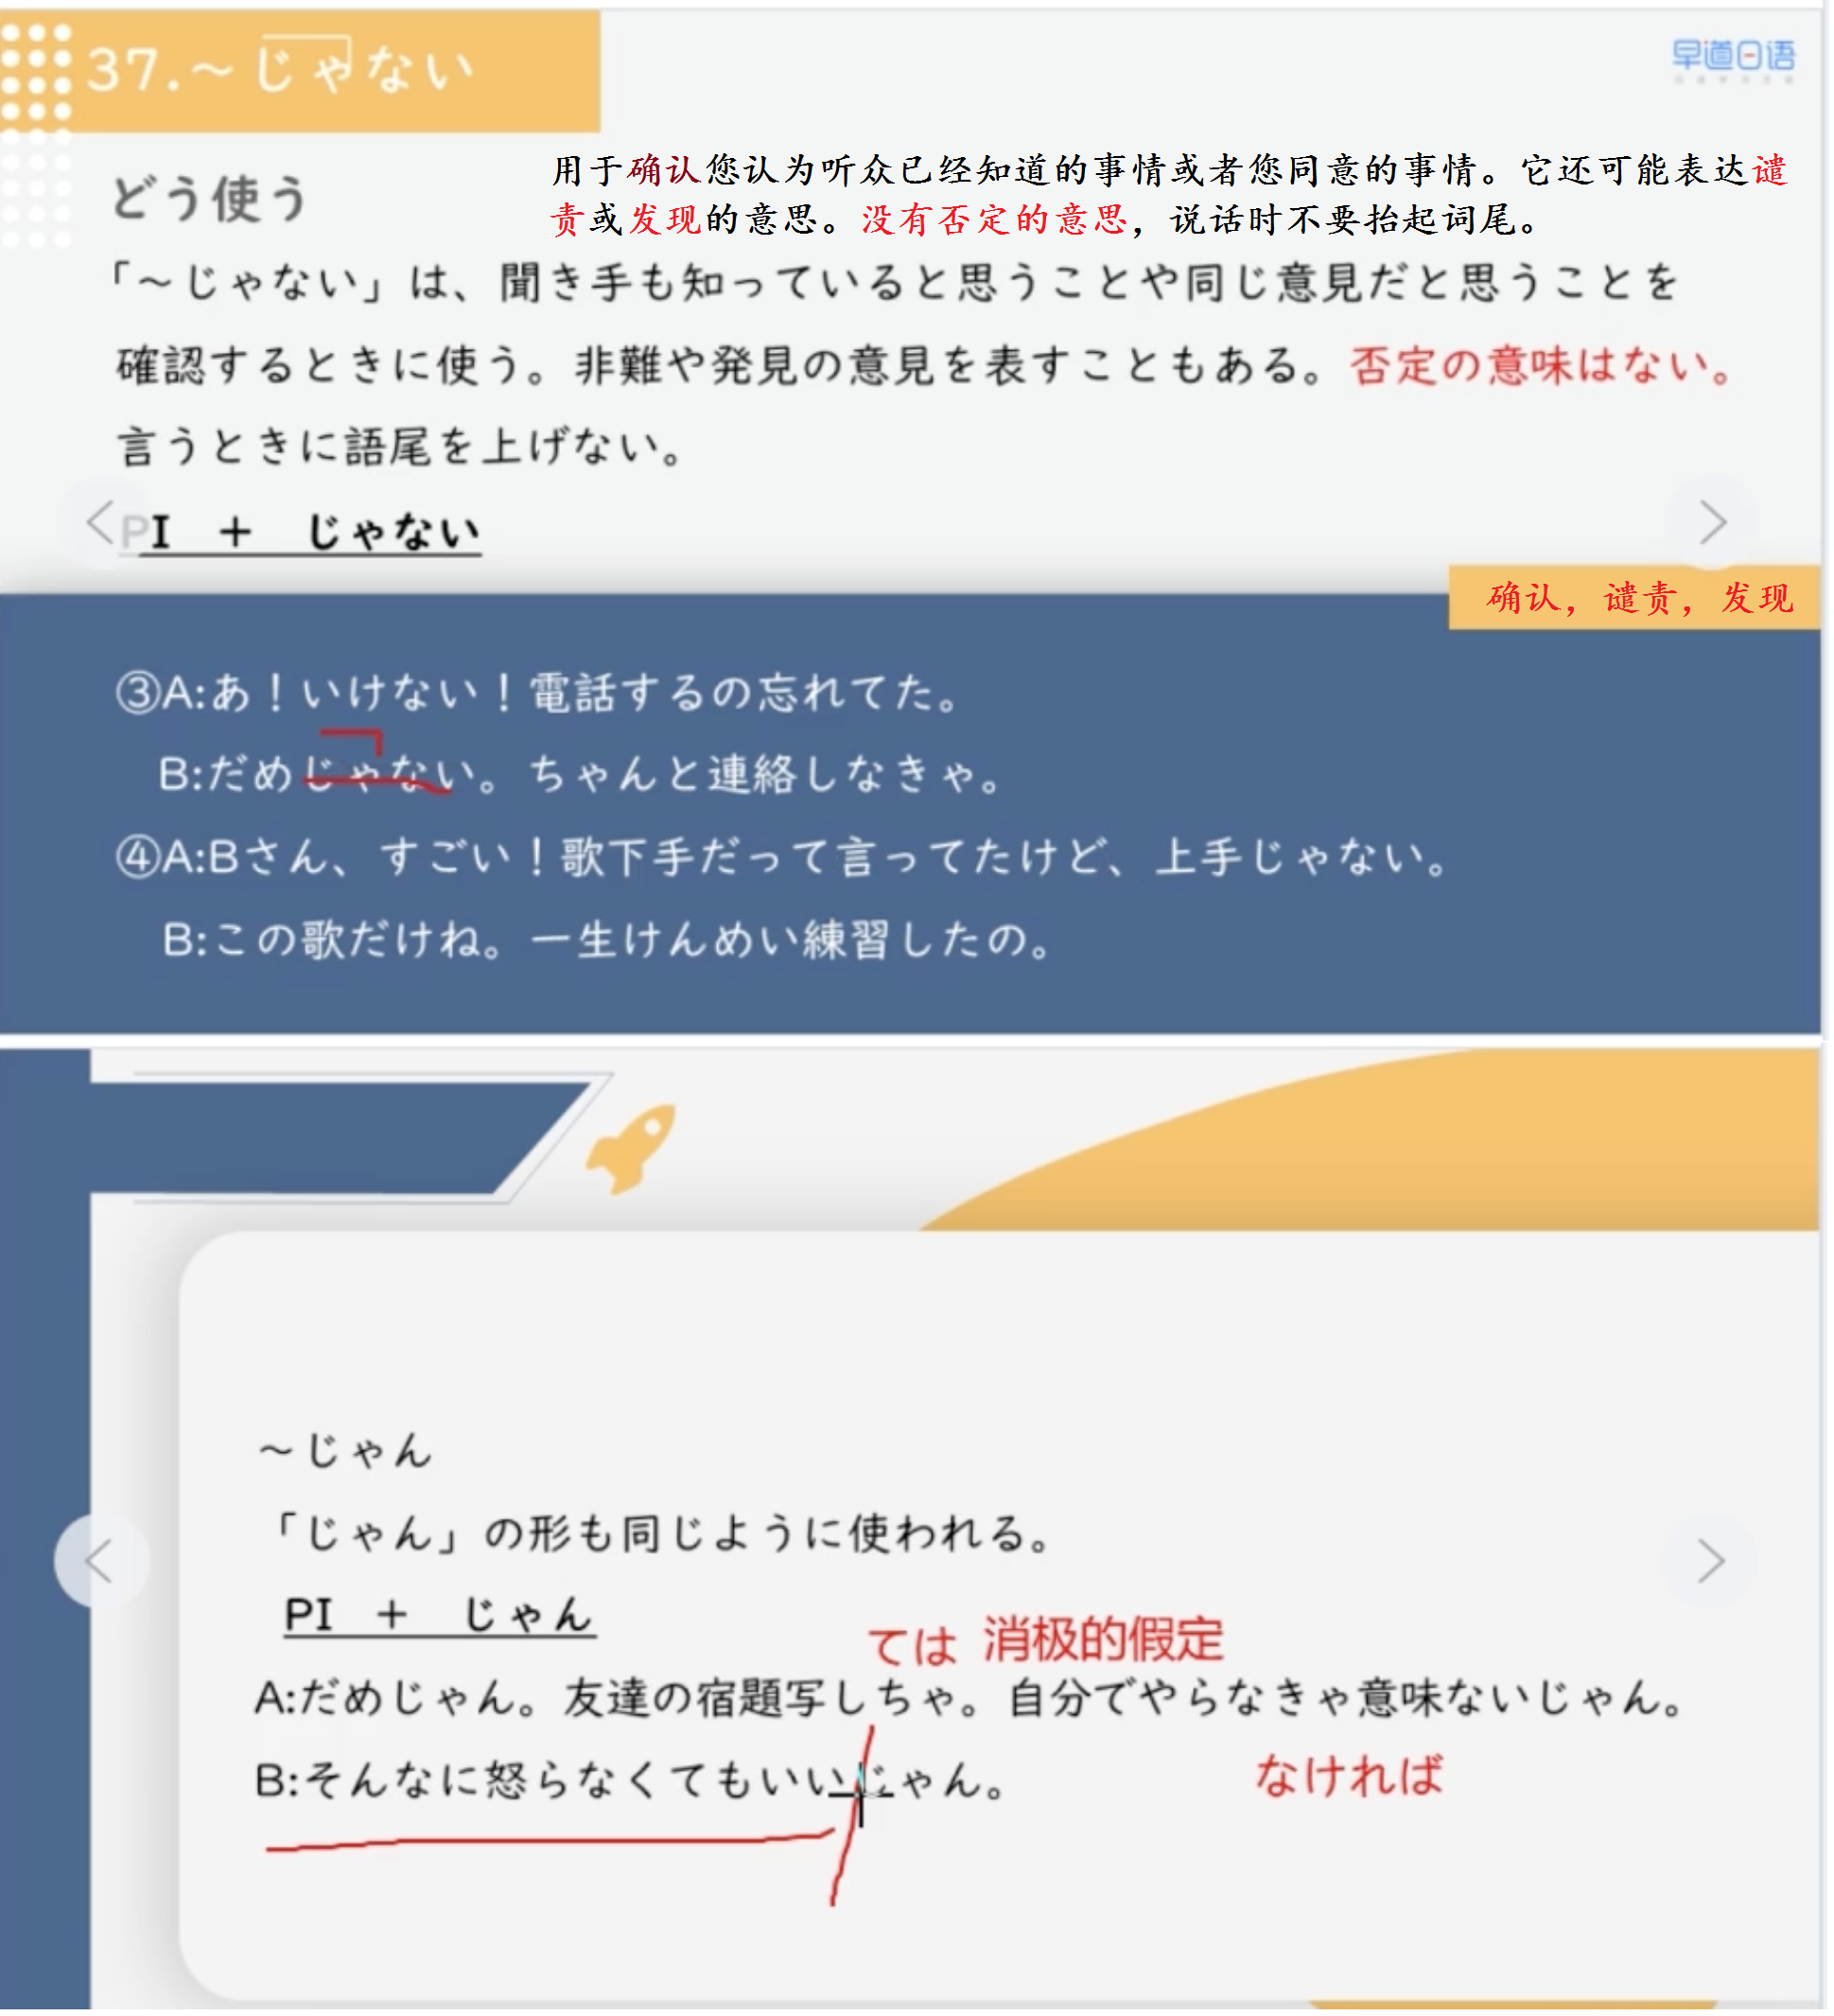 37.～じゃない
早道日语
どう使う
用于确认您认为听众已经知道的事情或者您同意的事情。它还可能表达谴
责或发现的意思。没有否定的意思，说话时不要抬起词尾。
「～じゃない」は、聞き手も知っていると思うことや同じ意見だと思うことを
確認するときに使う。非難や発見の意見を表すこともある。否定の意味はない。
言うときに語尾を上げない。
PI ＋ じゃない
确认，谴责，发现
③A:あ！いけない！電話するの忘れてた。
B:だめじゃない。ちゃんと連絡しなきゃ。
④A:Bさん、すごい！歌下手だって言ってたけど、上手じゃない。
B:この歌だけね。一生けんめい練習したの。
～じゃん
「じゃん」の形も同じように使われる。
PI ＋ じゃん
ては 消极的假定
A:だめじゃん。友達の宿題写しちゃ。自分でやらなきゃ意味ないじゃん。
B:そんなに怒らなくてもいいじゃん。
なければ